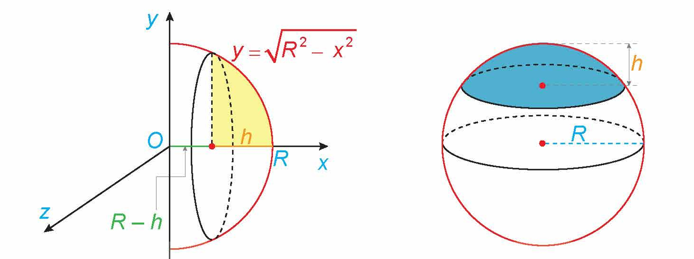 y
y = √R² – x²
h
O
h
R
x
R
z
R – h